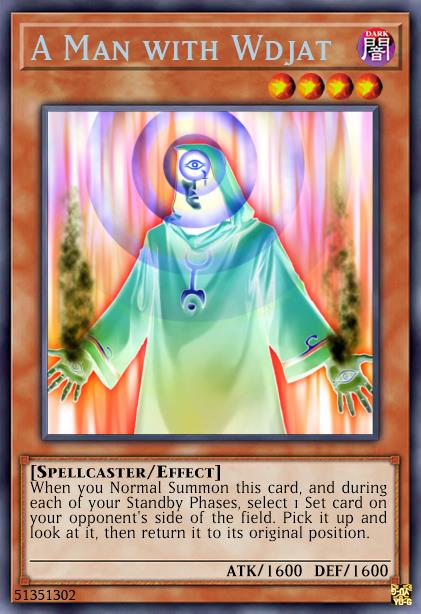 A Man with Wdjat
DARK
闇
[Spellcaster/Effect]
When you Normal Summon this card, and during
each of your Standby Phases, select 1 Set card on
your opponent's side of the field. Pick it up and
look at it, then return it to its original position.
ATK/1600 DEF/1600
51351302